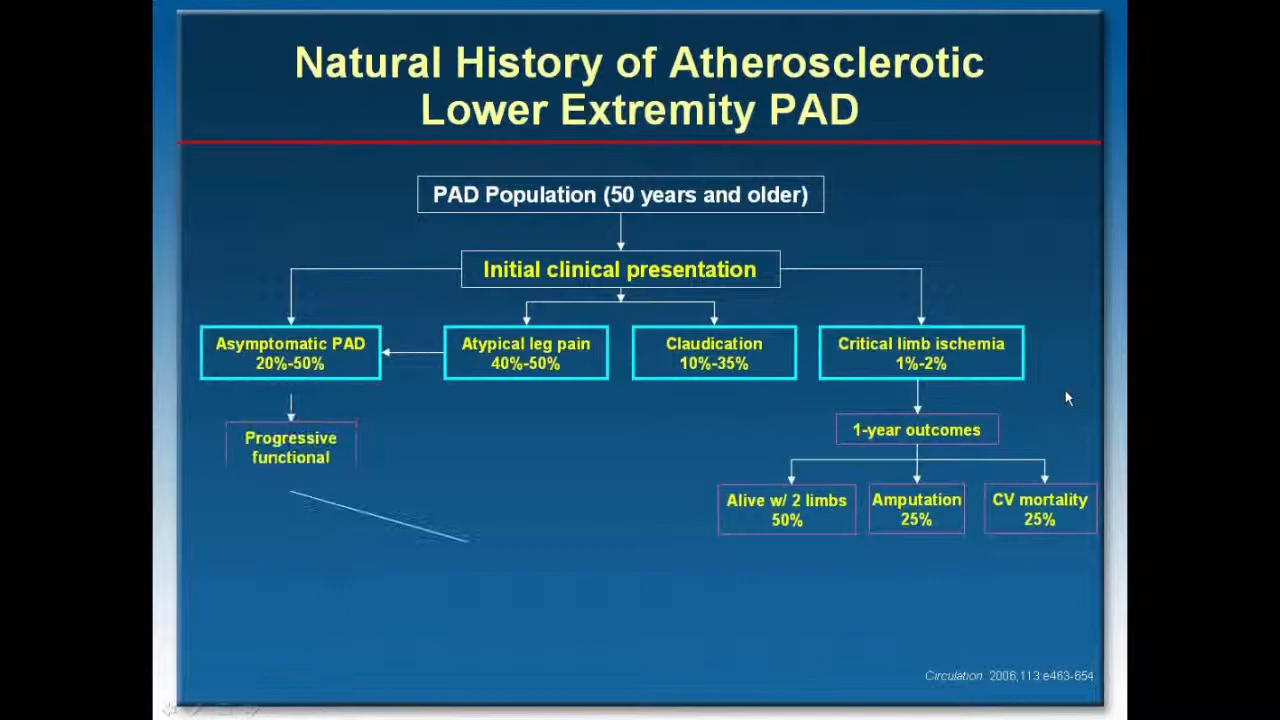 Natural History of Atherosclerotic
Lower Extremity PAD
PAD Population (50 years and older)
Initial clinical presentation
Asymptomatic PAD
20%-50%
Atypical leg pain
40%-50%
Claudication
10%-35%
Critical limb ischemia
1%-2%
Progressive
functional
1-year outcomes
Alive w/ 2 limbs
50%
Amputation
25%
CV mortality
25%
Circulation. 2006;113:e463-654